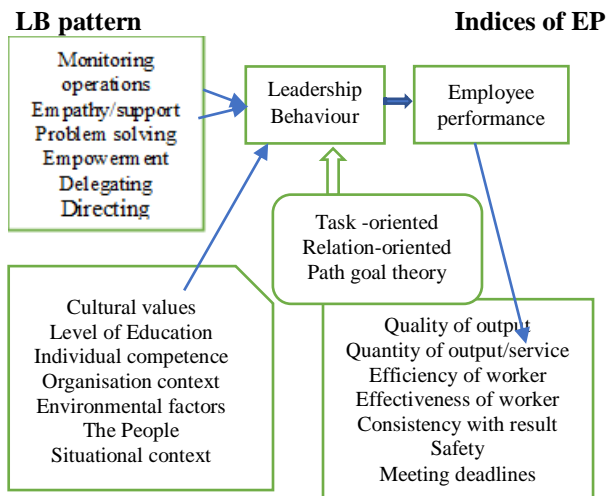 LB pattern
Indices of EP
Monitoring
operations
Empathy/support
Problem solving
Empowerment
Delegating
Directing
Leadership
Behaviour
Employee
performance
Task -oriented
Relation-oriented
Path goal theory
Cultural values
Level of Education
Individual competence
Organisation context
Environmental factors
The People
Situational context
Quality of output
Quantity of output/service
Efficiency of worker
Effectiveness of worker
Consistency with result
Safety
Meeting deadlines